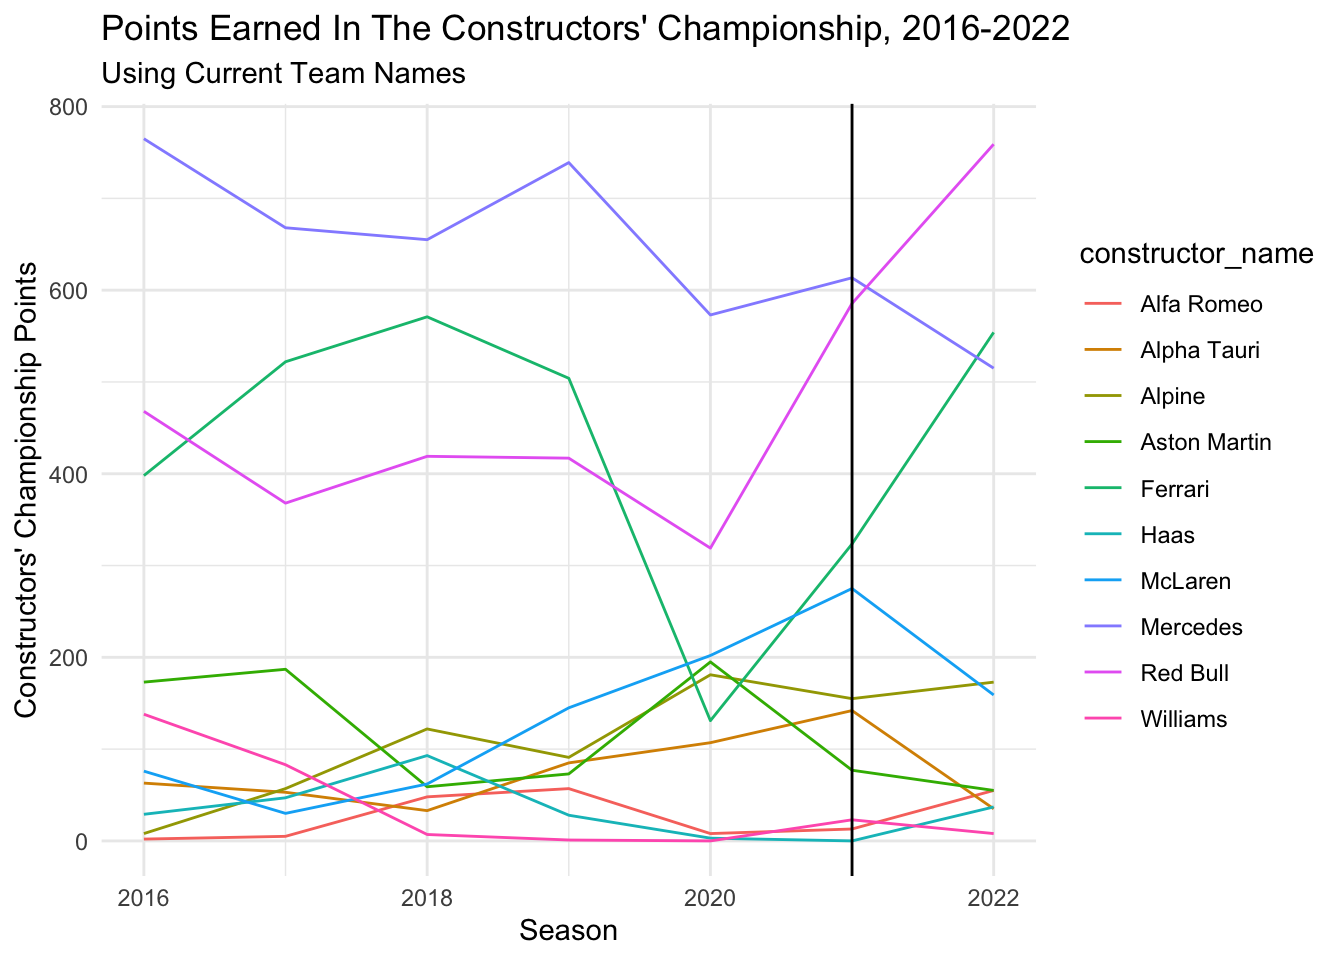 Points Earned In The Constructors' Championship, 2016-2022
Using Current Team Names
800
600
400
200
0
Constructors' Championship Points
2016
2018
2020
2022
Season
constructor_name
Alfa Romeo
Alpha Tauri
Alpine
Aston Martin
Ferrari
Haas
McLaren
Mercedes
Red Bull
Williams